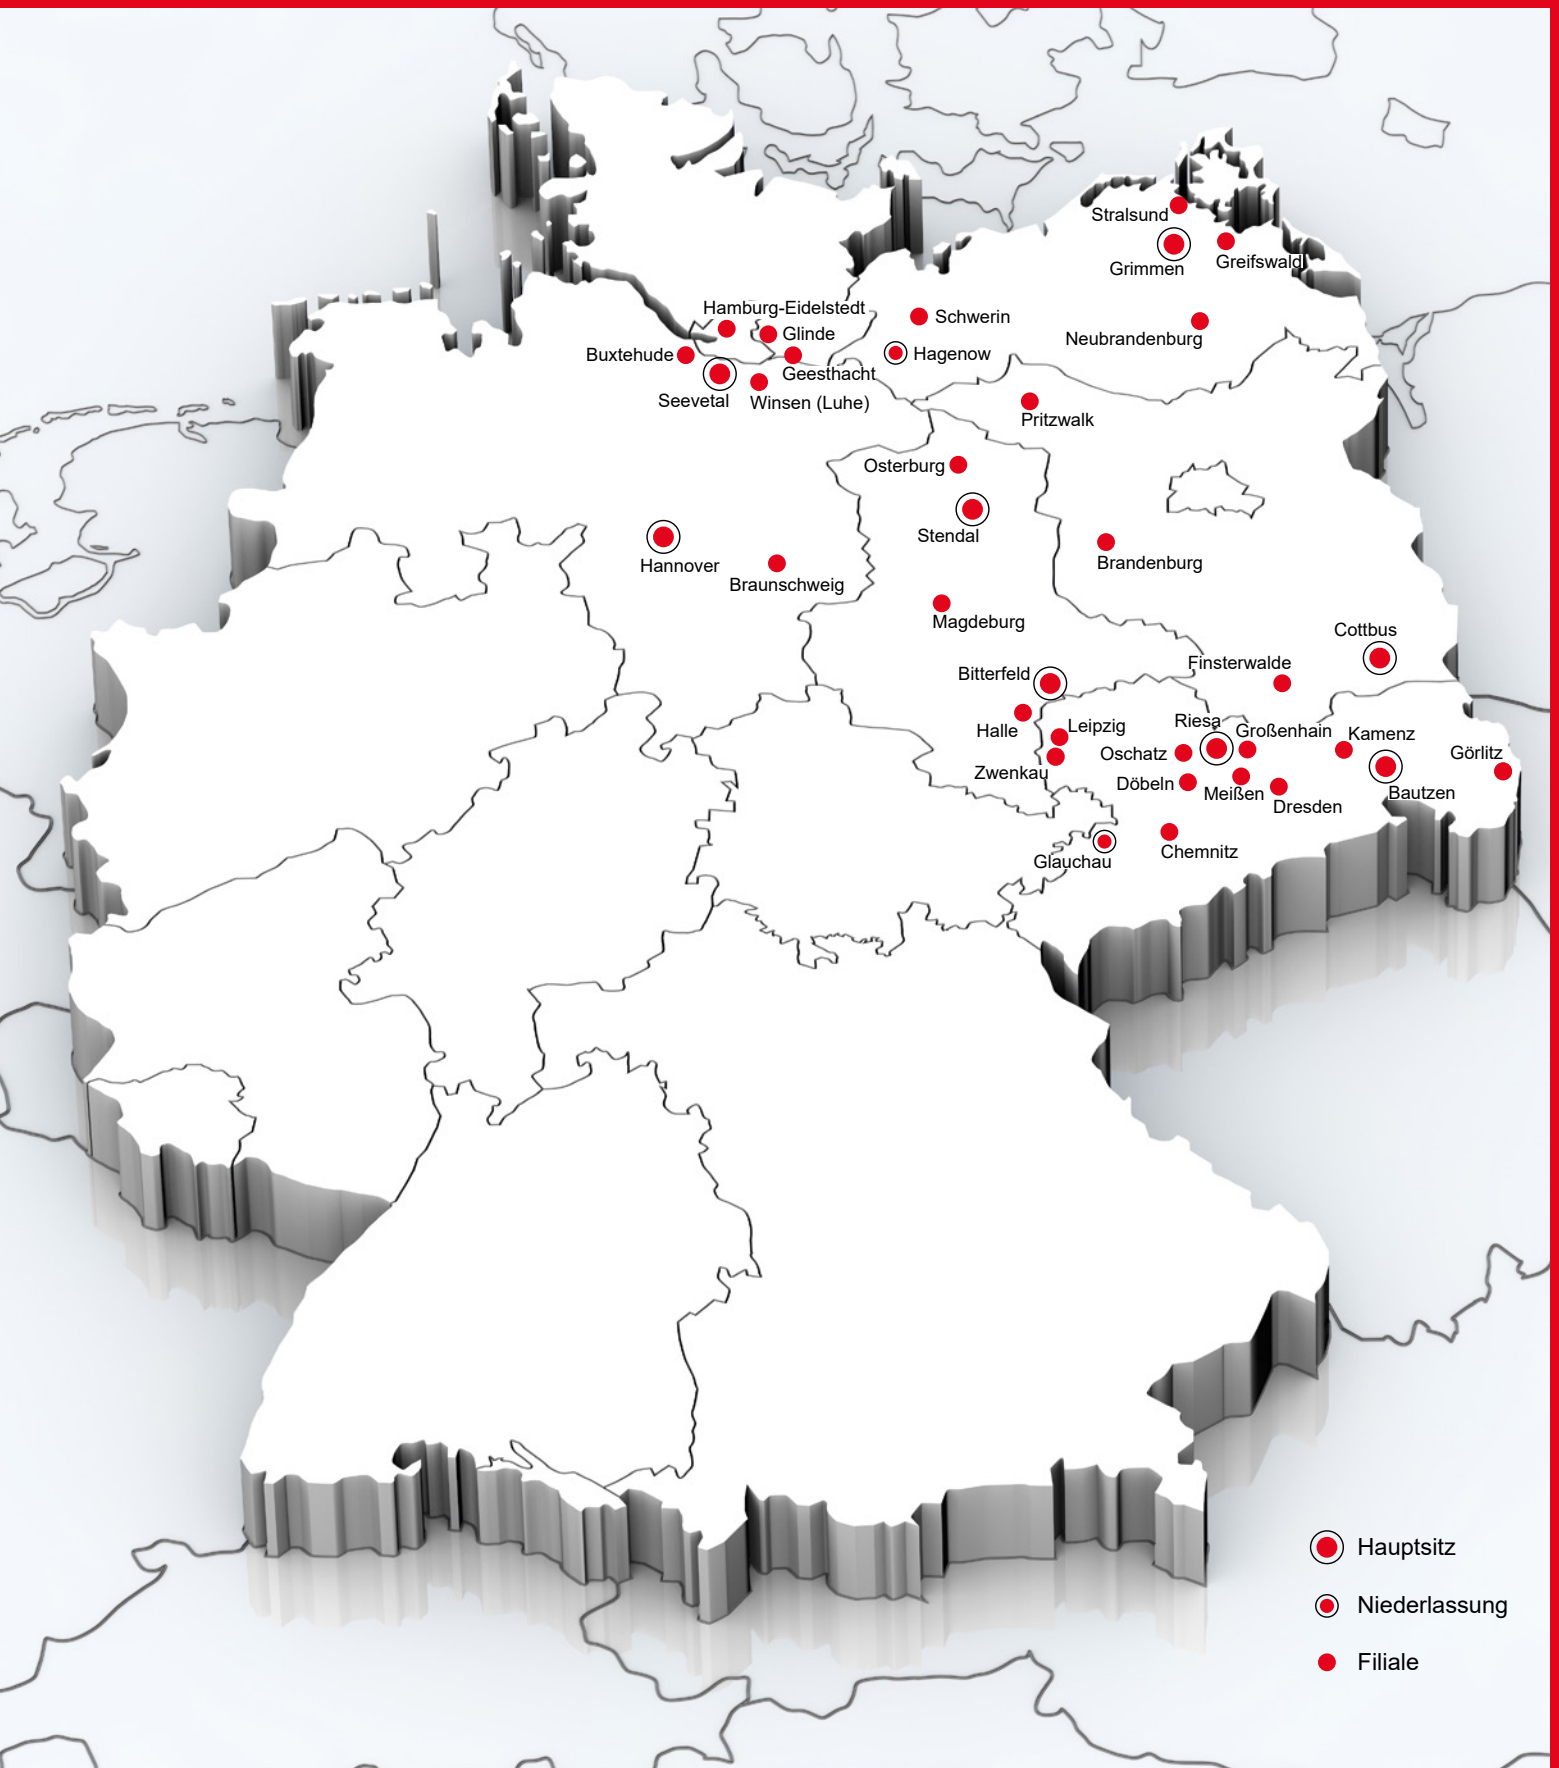 Stralsund
Grimmen
Greifswald
Hamburg-Eidelstedt
Schwerin
Glinde
Neubrandenburg
Buxtehude
Hagenow
Geesthacht
Seevetal
Winsen (Luhe)
Pritzwalk
Osterburg
Stendal
Hannover
Brandenburg
Braunschweig
Magdeburg
Cottbus
Finsterwalde
Bitterfeld
Riesa
Leipzig
Halle
Großenhain
Kamenz
Oschatz
Görlitz
Zwenkau
Döbeln
Meißen
Bautzen
Dresden
Chemnitz
Glauchau
Hauptsitz
Niederlassung
Filiale